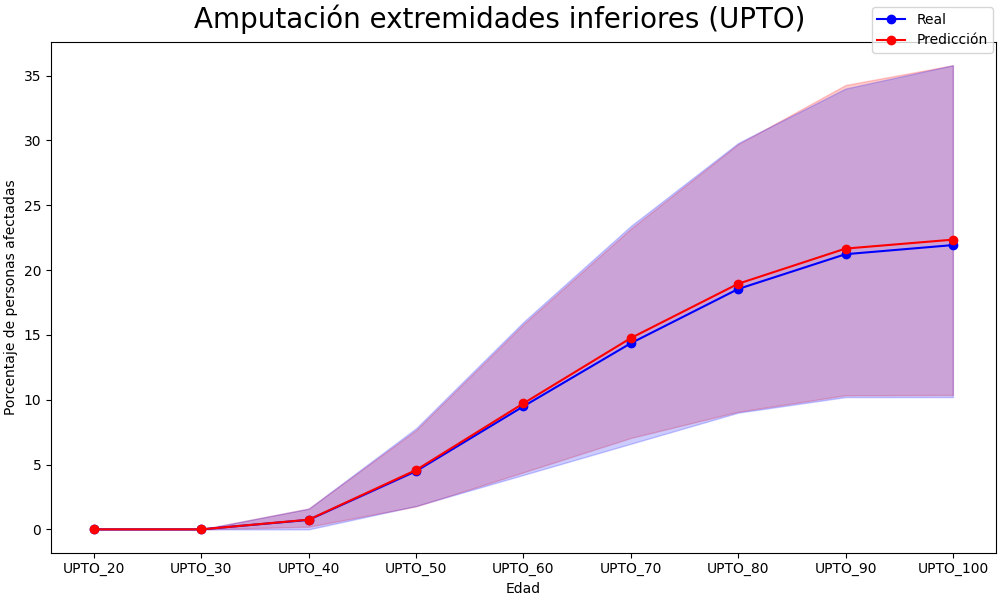 Amputación extremidades inferiores (UPTO)
Real
Predicción
Porcentaje de personas afectadas
35
30
25
20
15
10
5
0
UPTO_20 UPTO_30 UPTO_40 UPTO_50 UPTO_60 UPTO_70 UPTO_80 UPTO_90 UPTO_100
Edad